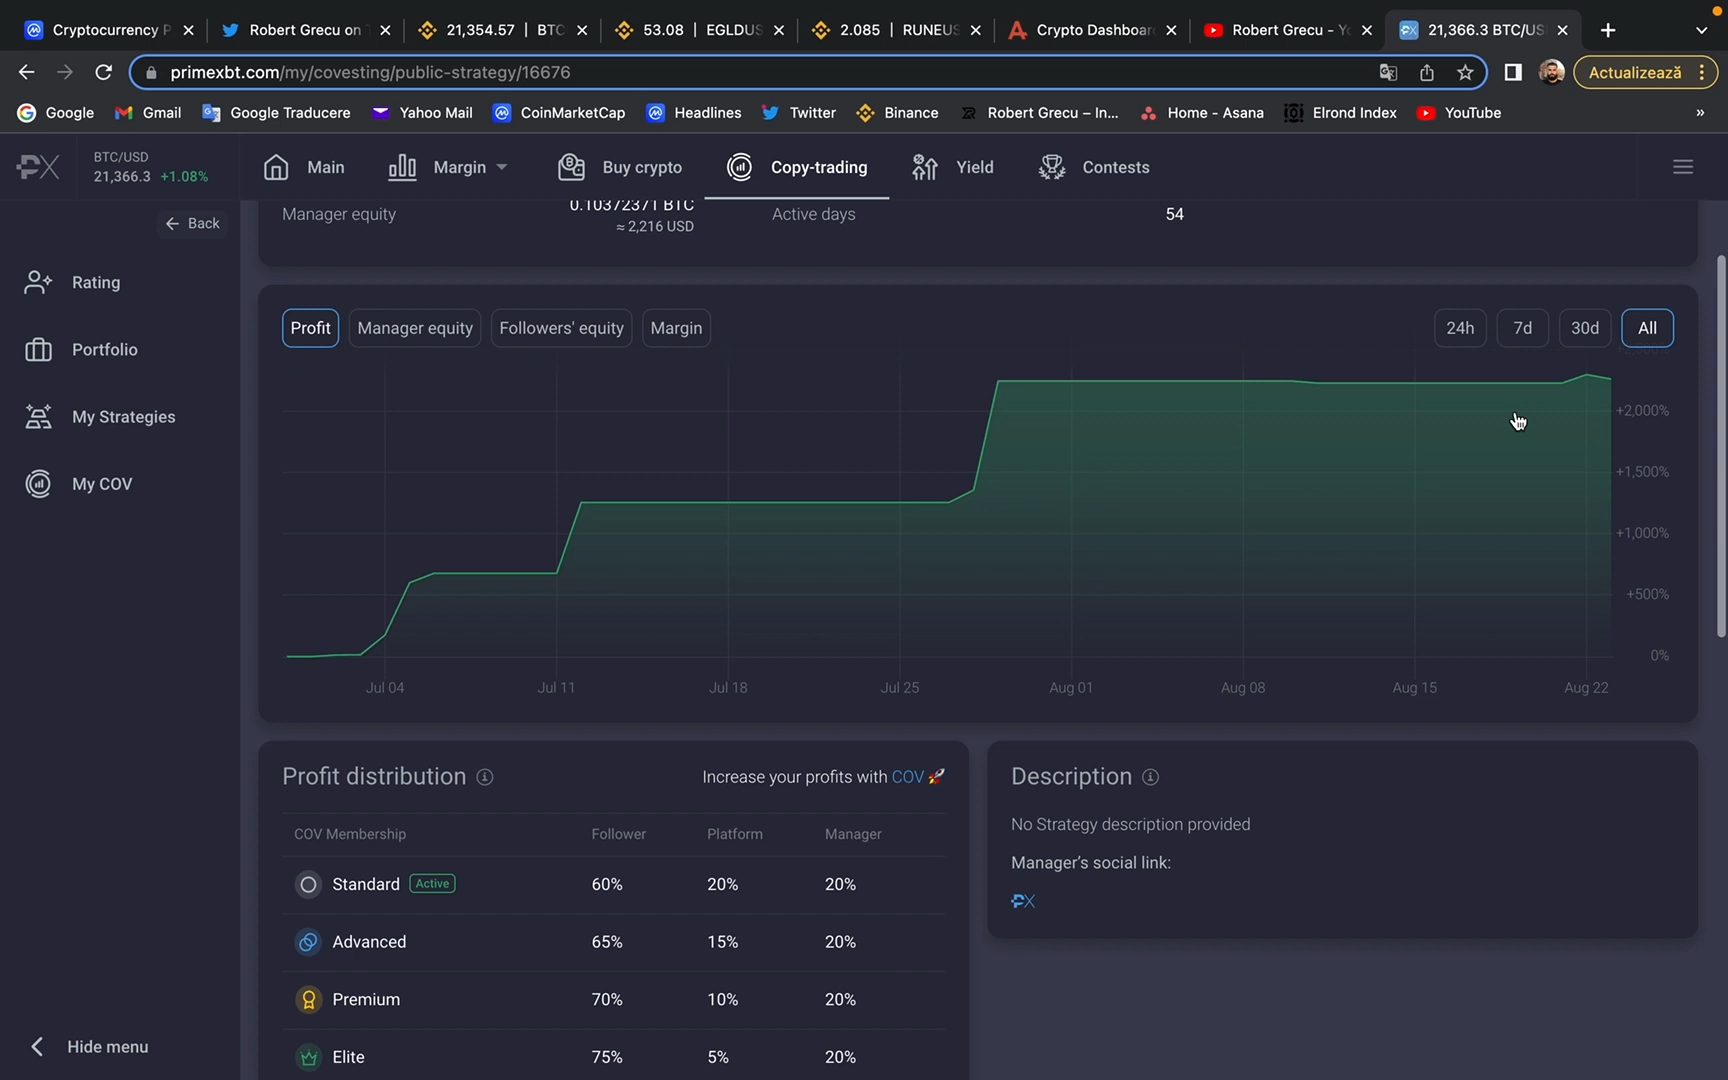 Cryptocurrency P
Robert Grecu on T
21,354.57 | BTC
53.08 | EGLDUS
2.085 | RUNEUS
Crypto Dashboar
Robert Grecu - Yo
21,366.3 BTC/US
primexbt.com/my/covesting/public-strategy/16676
Actualizează
Google
Gmail
Google Traducere
Yahoo Mail
CoinMarketCap
Headlines
Twitter
Binance
Robert Grecu – In...
Home - Asana
Elrond Index
YouTube
»
PX
BTC/USD
21,366.3 +1.08%
Main
Margin
Buy crypto
Copy-trading
Yield
Contests
Back
Rating
Portfolio
My Strategies
My COV
Hide menu
Manager equity
0.10372371 BTC
≈ 2,216 USD
Active days
54
Profit
Manager equity
Followers' equity
Margin
24h
7d
30d
All
+2,500%
+2,000%
+1,500%
+1,000%
+500%
0%
Jul 04
Jul 11
Jul 18
Jul 25
Aug 01
Aug 08
Aug 15
Aug 22
Profit distribution
Increase your profits with COV 🚀
COV Membership Follower Platform Manager
Standard Active 60% 20% 20%
Advanced 65% 15% 20%
Premium 70% 10% 20%
Elite 75% 5% 20%
Description
No Strategy description provided
Manager's social link:
PX